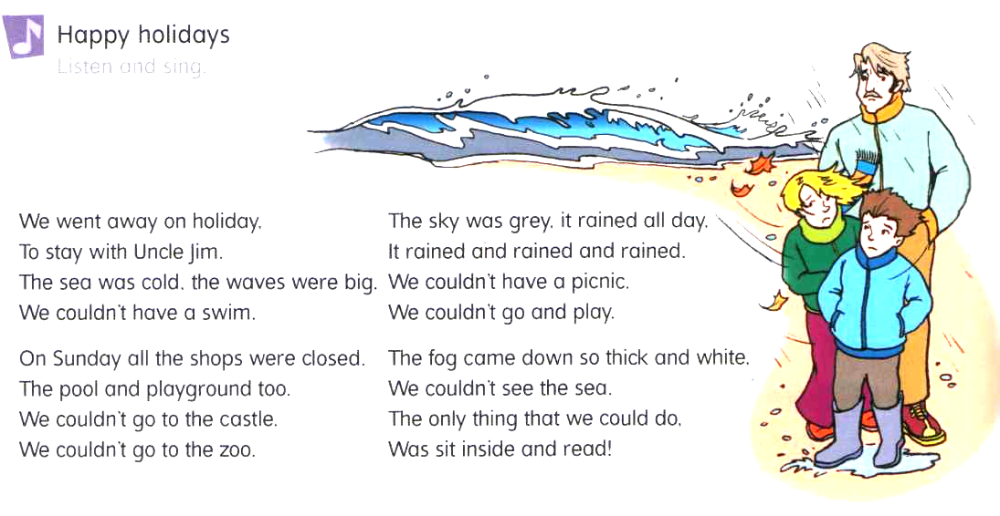 Happy holidays
Listen and sing.
We went away on holiday,
To stay with Uncle Jim.
The sea was cold, the waves were big.
We couldn't have a swim.
On Sunday all the shops were closed.
The pool and playground too.
We couldn't go to the castle.
We couldn't go to the zoo.
The sky was grey, it rained all day.
It rained and rained and rained.
We couldn't have a picnic.
We couldn't go and play.
The fog came down so thick and white,
We couldn't see the sea.
The only thing that we could do,
Was sit inside and read!